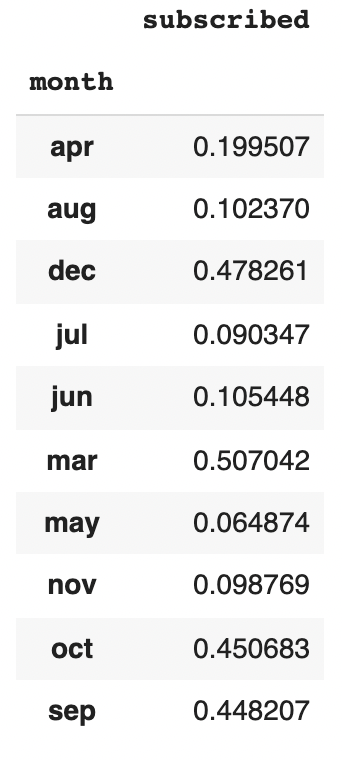 subscribed
month
apr 0.199507
aug 0.102370
dec 0.478261
jul 0.090347
jun 0.105448
mar 0.507042
may 0.064874
nov 0.098769
oct 0.450683
sep 0.448207